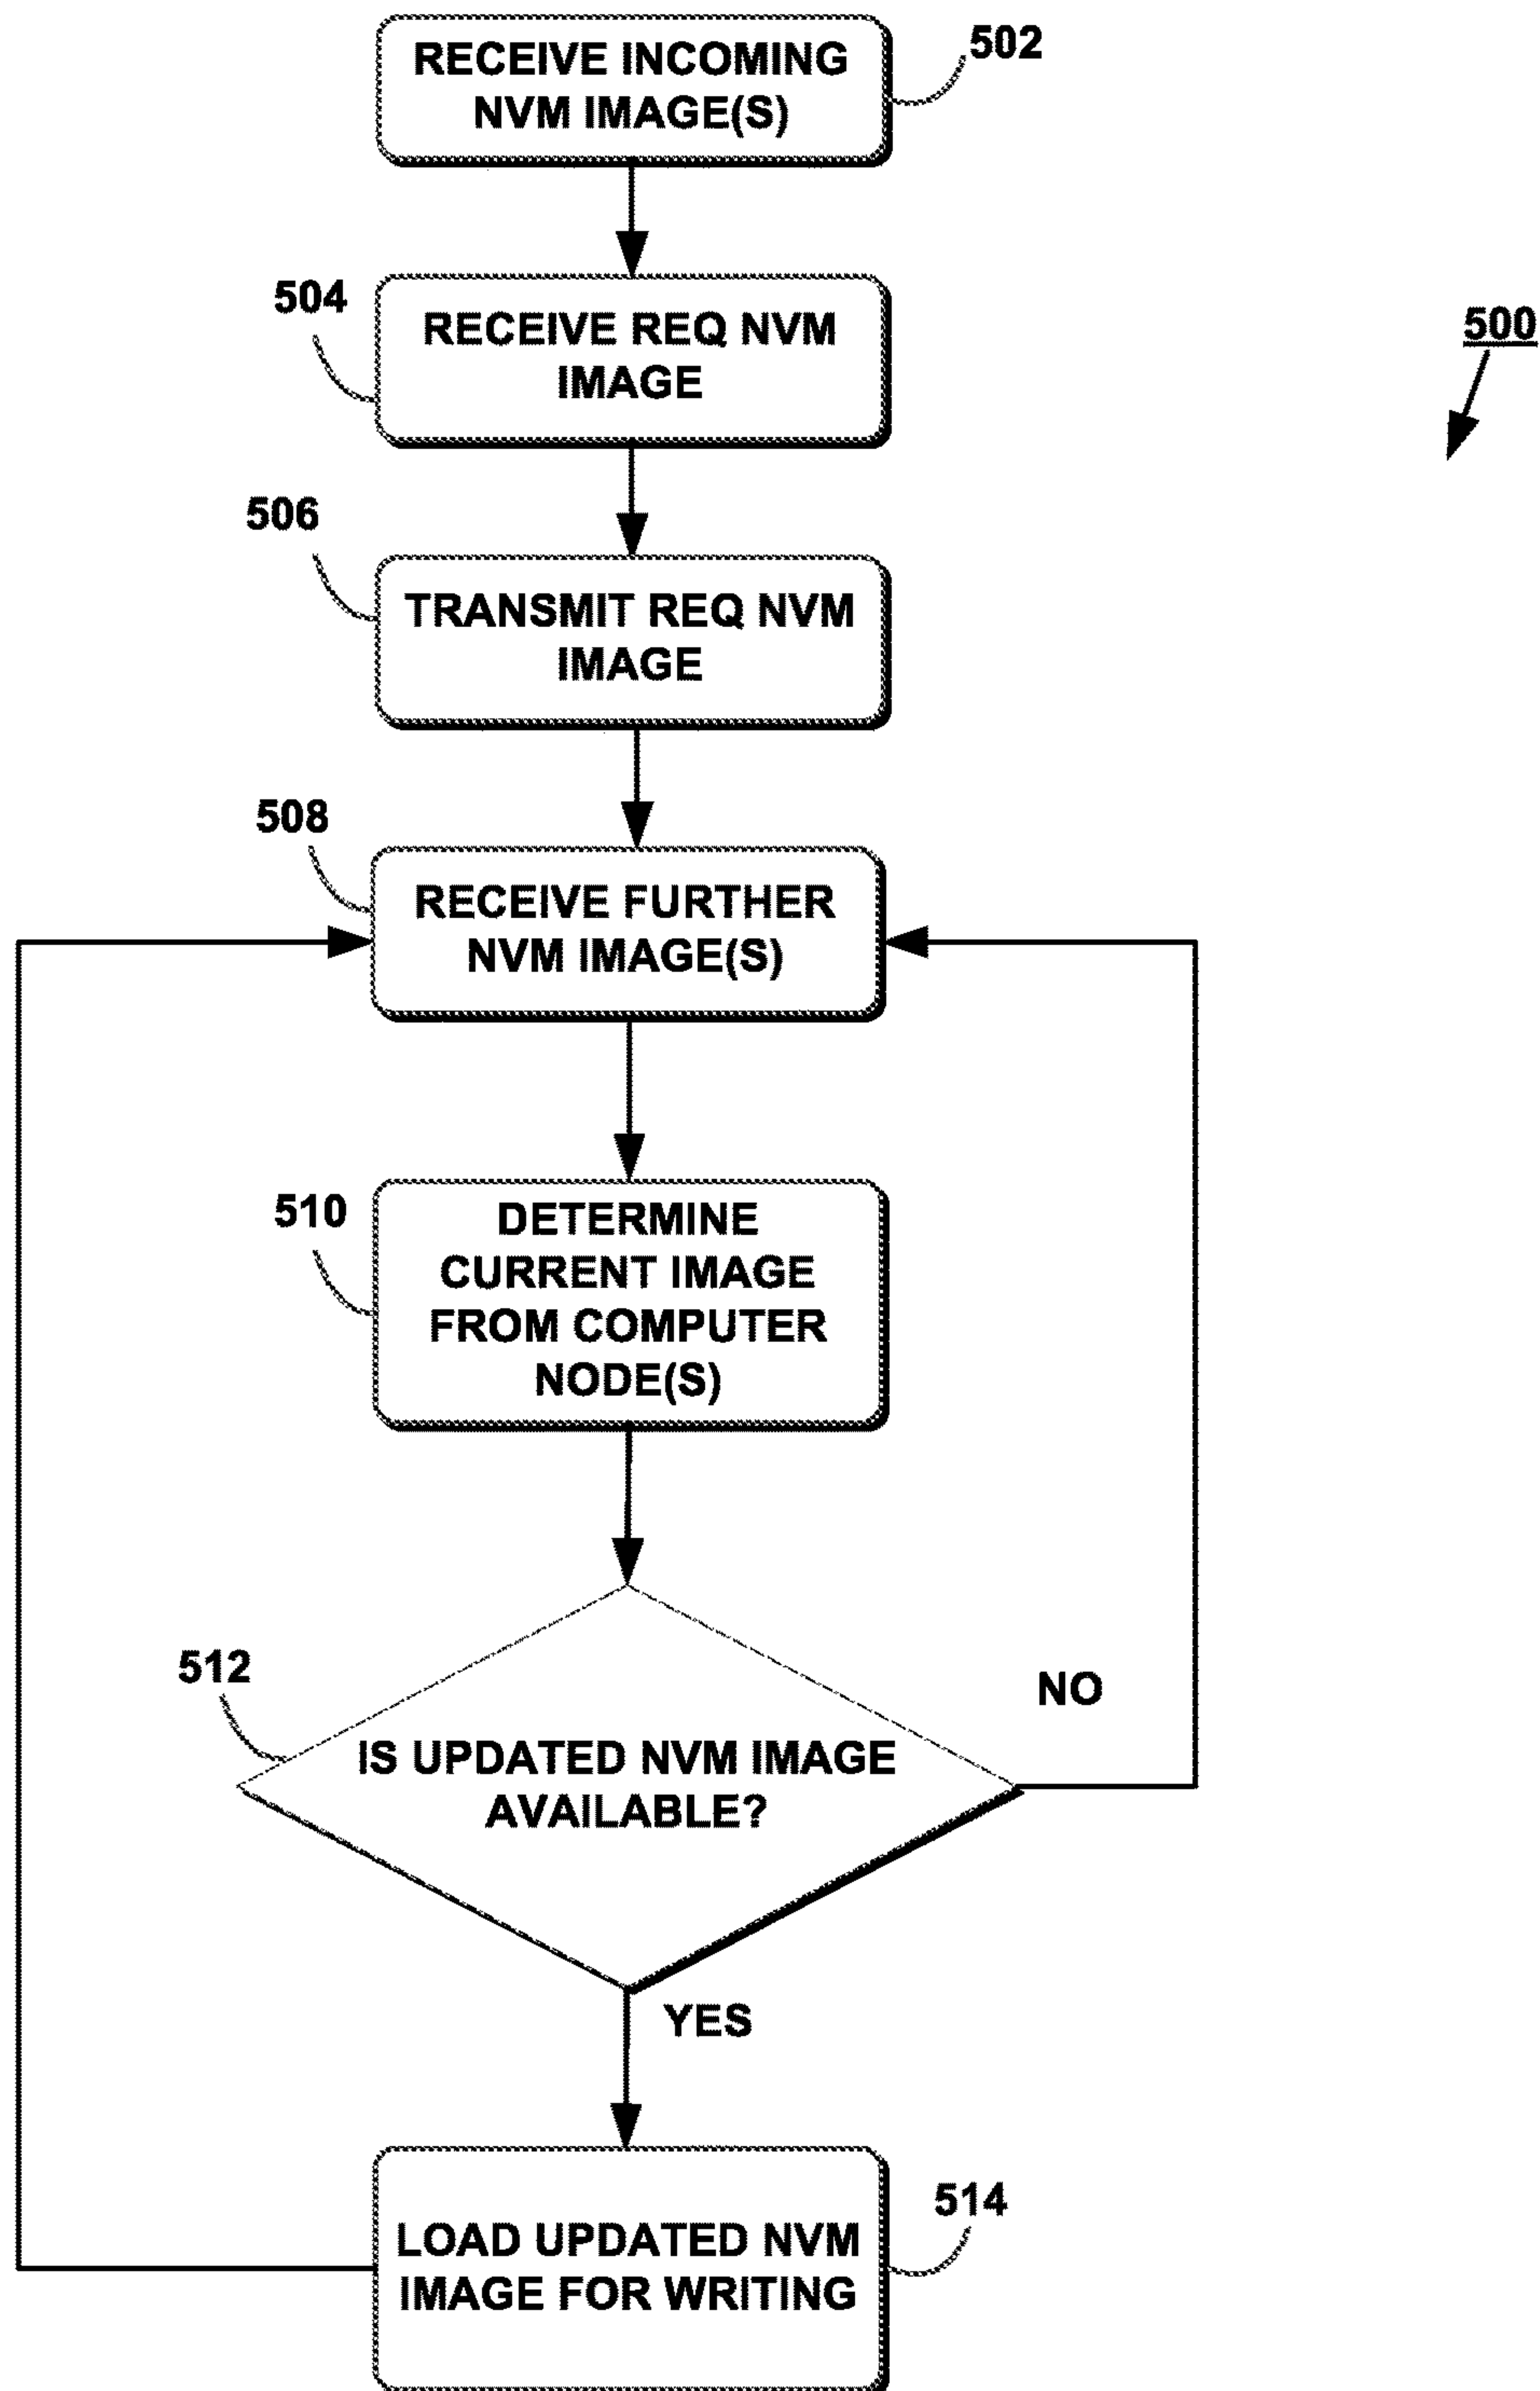 RECEIVE INCOMING
NVM IMAGE(S)
502
504
RECEIVE REQ NVM
IMAGE
500
506
TRANSMIT REQ NVM
IMAGE
508
RECEIVE FURTHER
NVM IMAGE(S)
510
DETERMINE
CURRENT IMAGE
FROM COMPUTER
NODE(S)
512
IS UPDATED NVM IMAGE
AVAILABLE?
NO
YES
LOAD UPDATED NVM
IMAGE FOR WRITING
514